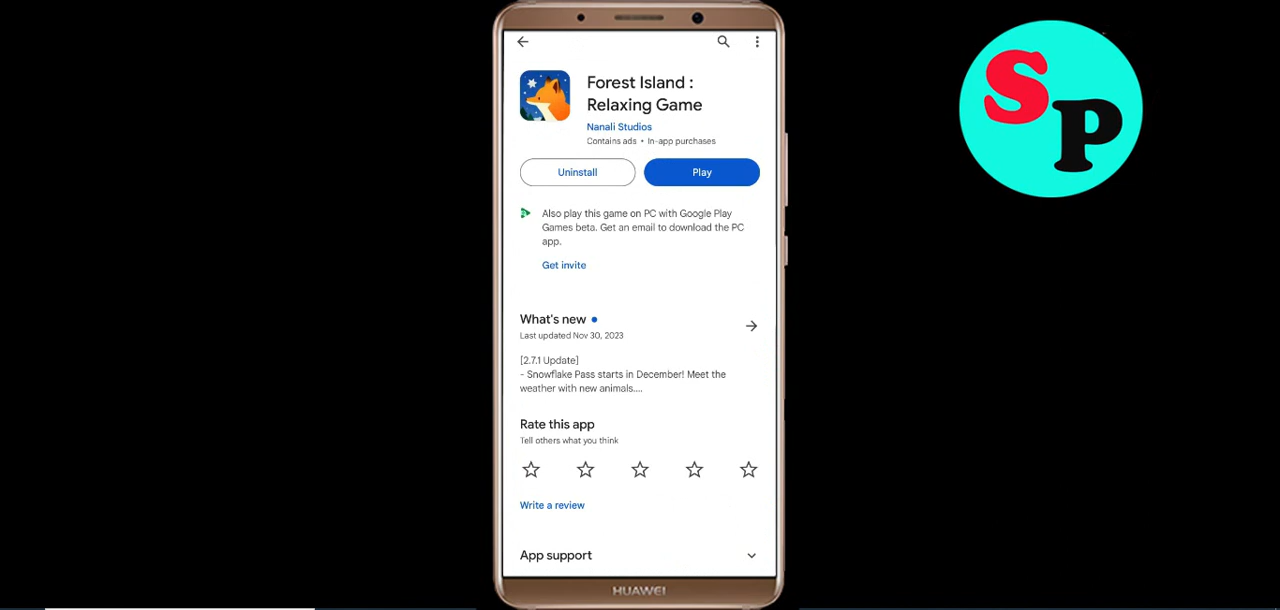 Forest Island :
Relaxing Game
Nanali Studios
Contains ads • In-app purchases
Uninstall
Play
Also play this game on PC with Google Play
Games beta. Get an email to download the PC
app.
Get invite
What's new
Last updated Nov 30, 2023
[2.7.1 Update]
- Snowflake Pass starts in December! Meet the
weather with new animals....
Rate this app
Tell others what you think
Write a review
App support
HUAWEI
SP